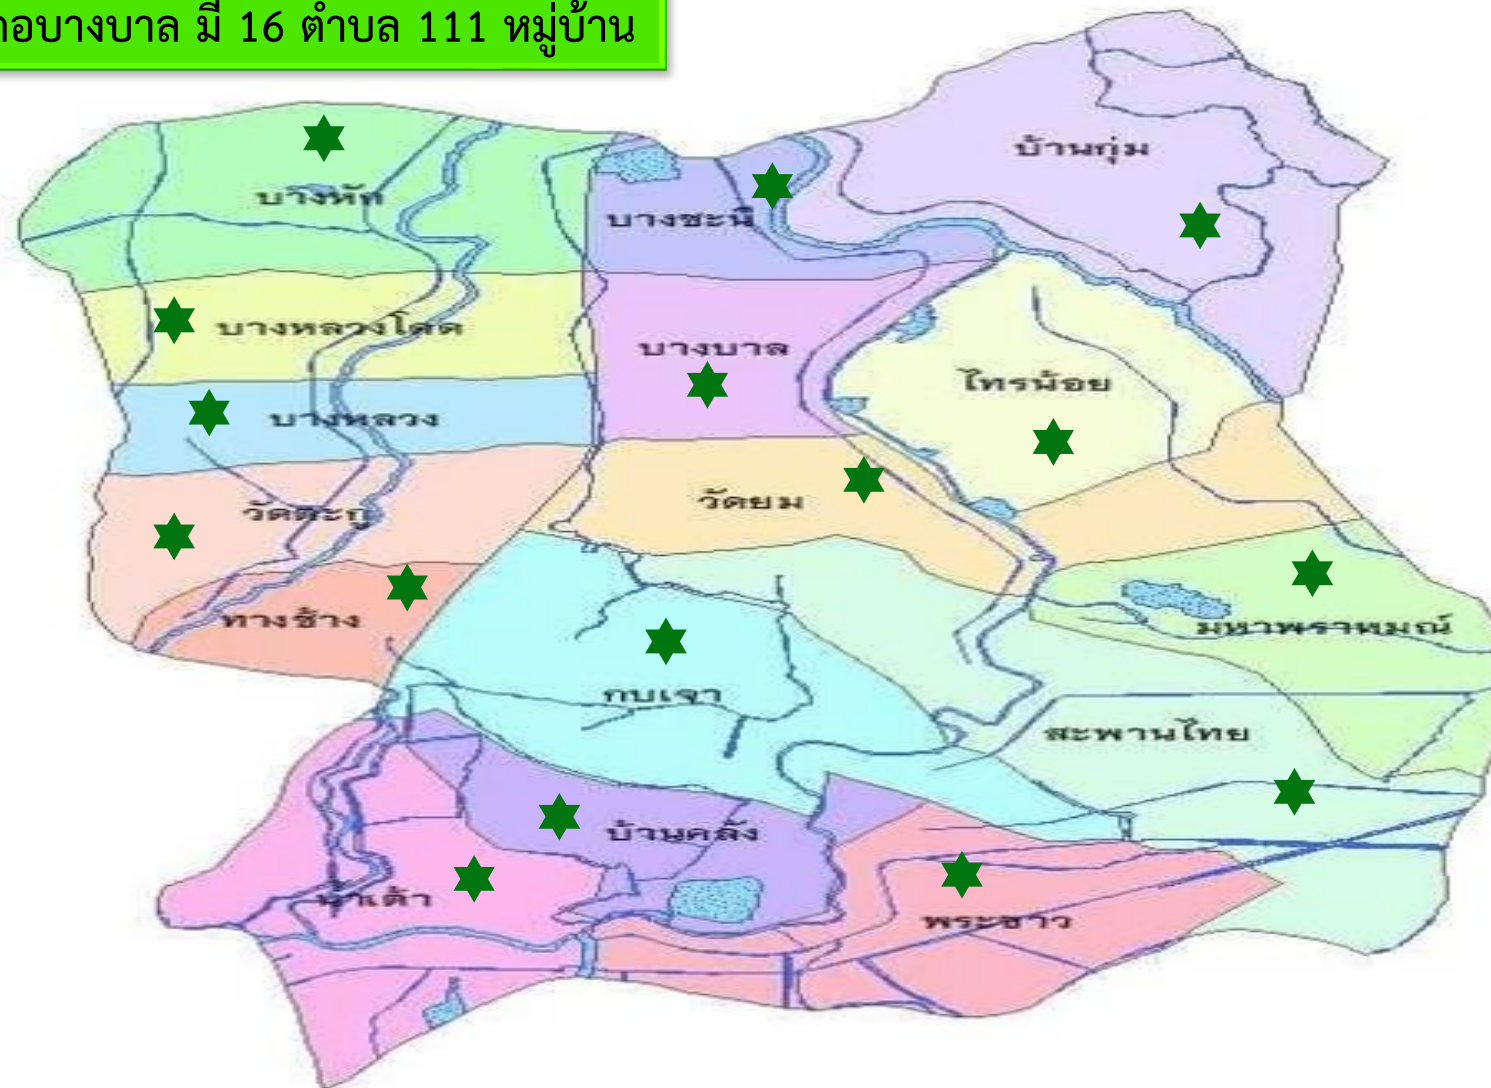 าอบางบาล มี 16 ตำบล 111 หมู่บ้าน
บ้านกุ่ม
บางหัก
บางชะนี
บางหลวงโดด
บางบาล
ไทรน้อย
บางหลวง
วัดยม
วัดตะกู
ทางช้าง
มหาพราหมณ์
กบเจา
สะพานไทย
บ้านคลัง
น้ำเต้า
พระขาว